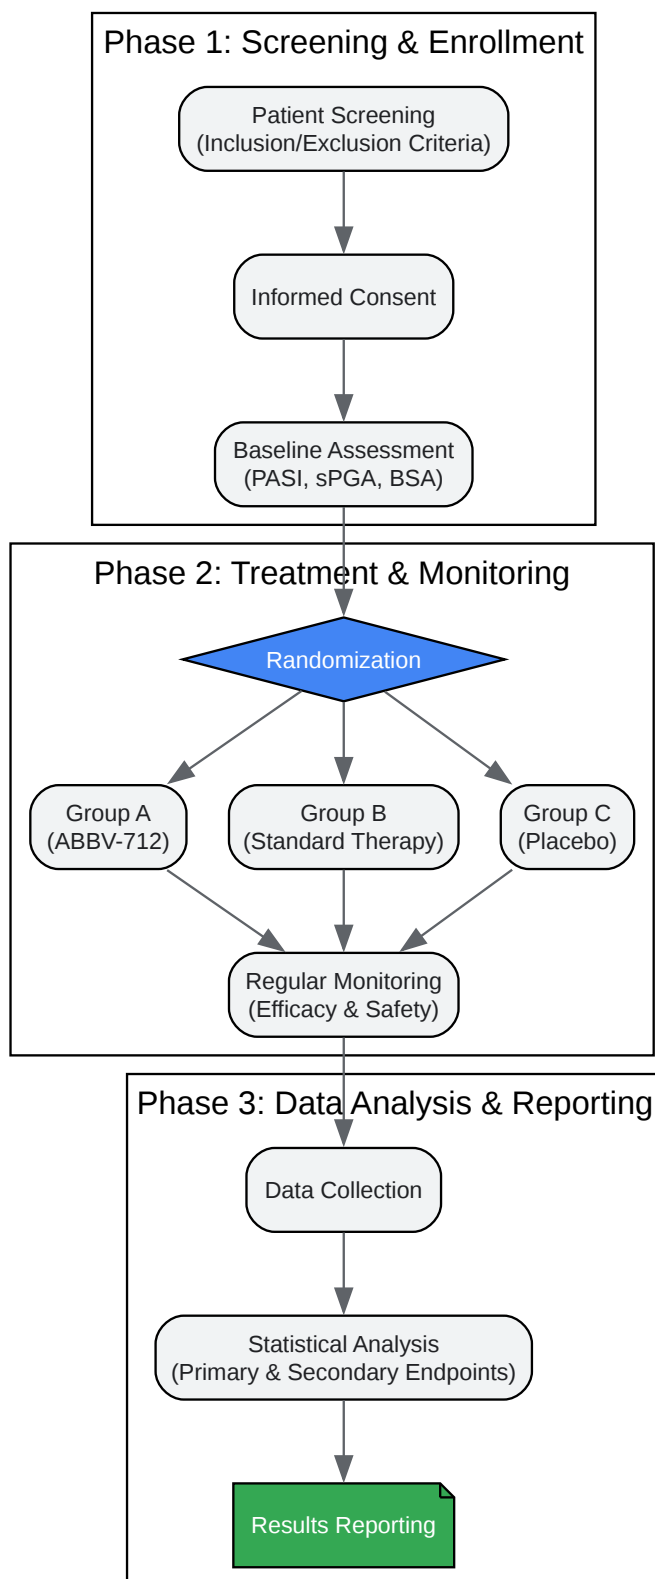 Phase 1: Screening & Enrollment
Patient Screening
(Inclusion/Exclusion Criteria)
Informed Consent
Baseline Assessment
(PASI, sPGA, BSA)
Phase 2: Treatment & Monitoring
Randomization
Group A
(ABBV-712)
Group B
(Standard Therapy)
Group C
(Placebo)
Regular Monitoring
(Efficacy & Safety)
Phase 3: Data Analysis & Reporting
Data Collection
Statistical Analysis
(Primary & Secondary Endpoints)
Results Reporting